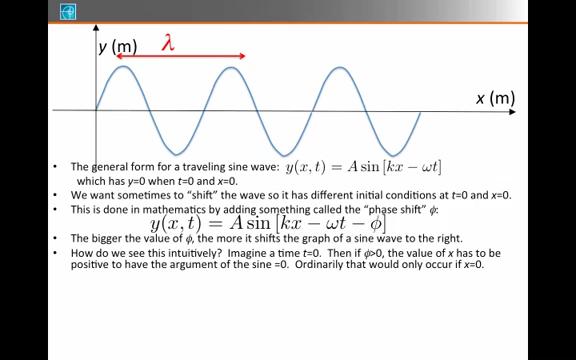 y (m)
λ
x (m)
• The general form for a traveling sine wave: y(x, t) = A sin [kx − ωt]
which has y=0 when t=0 and x=0.
• We want sometimes to “shift” the wave so it has different initial conditions at t=0 and x=0.
• This is done in mathematics by adding something called the “phase shift” ϕ:
y(x, t) = A sin [kx − ωt − ϕ]
• The bigger the value of ϕ, the more it shifts the graph of a sine wave to the right.
• How do we see this intuitively? Imagine a time t=0. Then if ϕ>0, the value of x has to be
positive to have the argument of the sine =0. Ordinarily that would only occur if x=0.